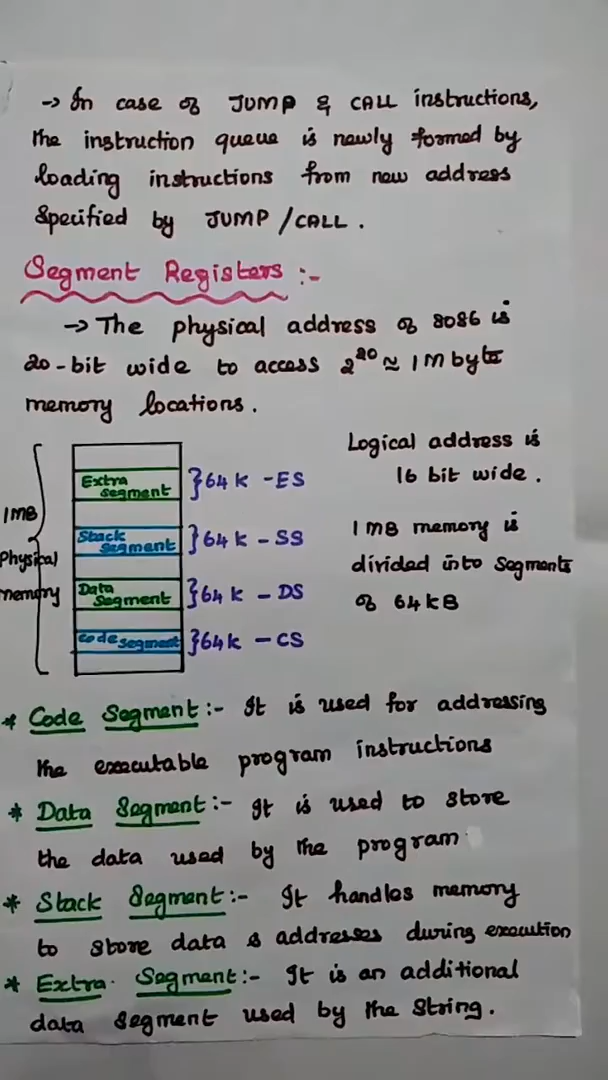 -> In case of JUMP & CALL instructions,
the instruction queue is newly formed by
loading instructions from new address
specified by JUMP / CALL.
Segment Registers :-
-> The physical address of 8086 is
20-bit wide to access 2^20 ≈ 1M byte
memory locations.
Logical address is
16 bit wide.
1MB memory is
divided into segments
of 64kB
1MB
Physical
memory
Extra
segment
}64k - ES
Stack
segment
}64k - SS
Data
Segment
}64k - DS
code segment
}64k - CS
* Code Segment :- It is used for addressing
the executable program instructions
* Data Segment :- It is used to store
the data used by the program
* Stack Segment :- It handles memory
to store data & addresses during execution
* Extra Segment :- It is an additional
data segment used by the string.